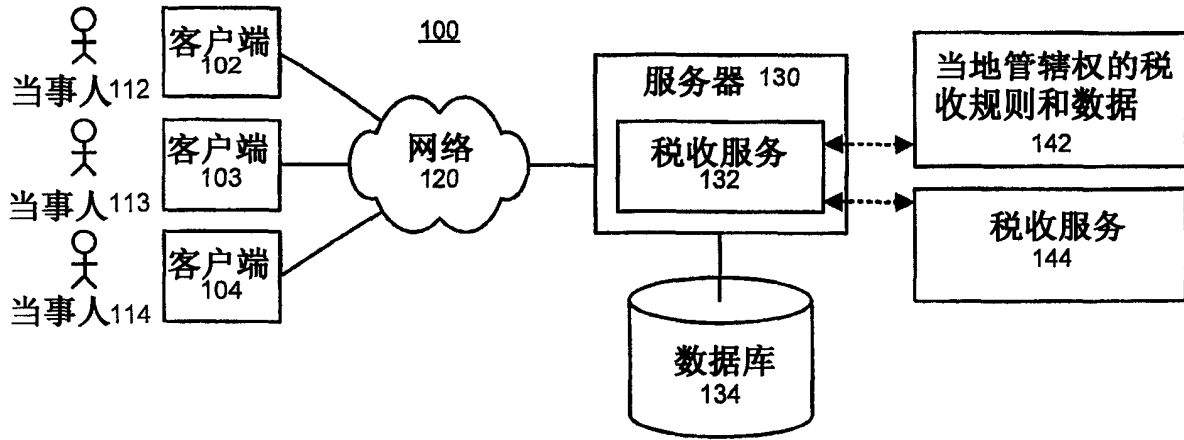 100
客户端
102
当事人112
客户端
103
当事人113
客户端
104
当事人114
网络
120
服务器 130
税收服务
132
数据库
134
当地管辖权的税
收规则和数据
142
税收服务
144